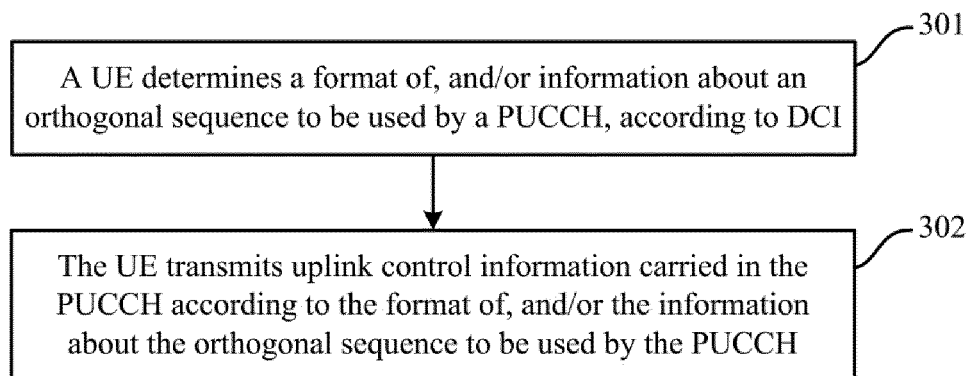 301
A UE determines a format of, and/or information about an
orthogonal sequence to be used by a PUCCH, according to DCI
302
The UE transmits uplink control information carried in the
PUCCH according to the format of, and/or the information
about the orthogonal sequence to be used by the PUCCH